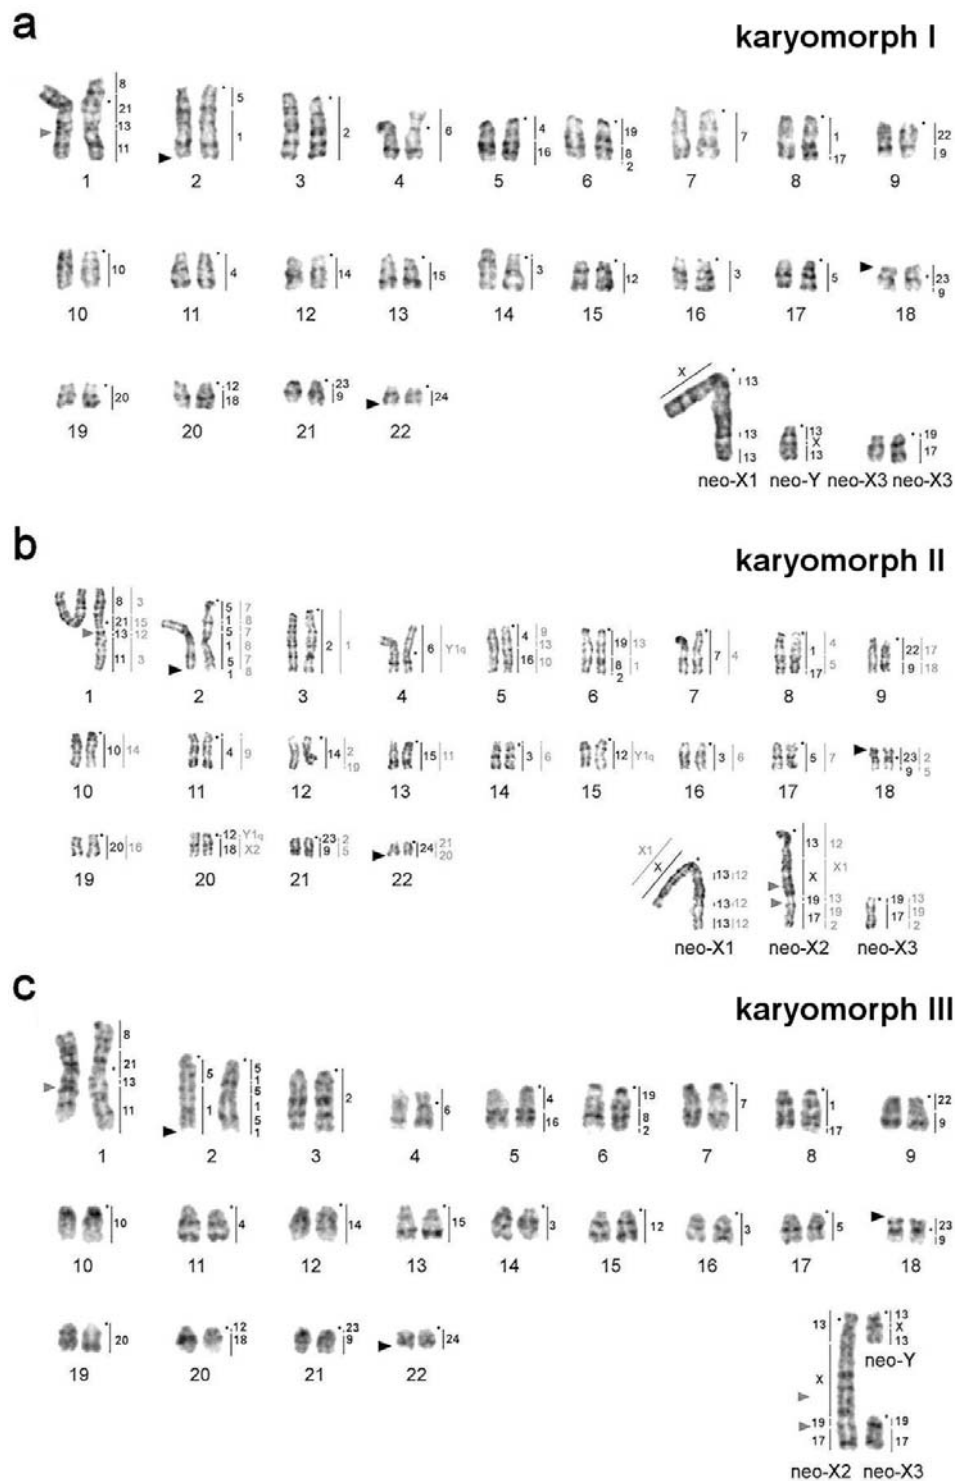 a
karyomorph I
8 21 13 11
5 1
2
6
4 16
19 8 2
7
1 17
22 9
1 2 3 4 5 6 7 8 9
10
4
14
15
3
12
3
5
23 9
10 11 12 13 14 15 16 17 18
20
12 18
23 9
24
19 20 21 22
X 13 13 13
13 X 13
19 17
neo-X1 neo-Y neo-X3 neo-X3
b
karyomorph II
8 21 13 11 3 15 12 3
5 1 5 1 5 1 7 8 7 8 7 8
2 1
6 Y1q
4 16 9 13 10
19 8 2 13 1
7 4
1 17 4 5
22 9 17 18
1 2 3 4 5 6 7 8 9
10 14
4 9
14 2 19
15 11
3 6
12 Y1q
3 6
5 7
23 9 2 5
10 11 12 13 14 15 16 17 18
20 16
12 18 Y1q X2
23 9 2 5
24 21 20
19 20 21 22
X1 X 13 12 13 12 13 12
13 X 19 17 12 X1 13 19 2
19 17 13 19 2
neo-X1 neo-X2 neo-X3
c
karyomorph III
8 21 13 11
5 1
5 1 5 1 5 1
2
6
4 16
19 8 2
7
1 17
22 9
1 2 3 4 5 6 7 8 9
10
4
14
15
3
12
3
5
23 9
10 11 12 13 14 15 16 17 18
20
12 18
23 9
24
19 20 21 22
13 X 19 17
13 X 13
neo-Y
19 17
neo-X2 neo-X3